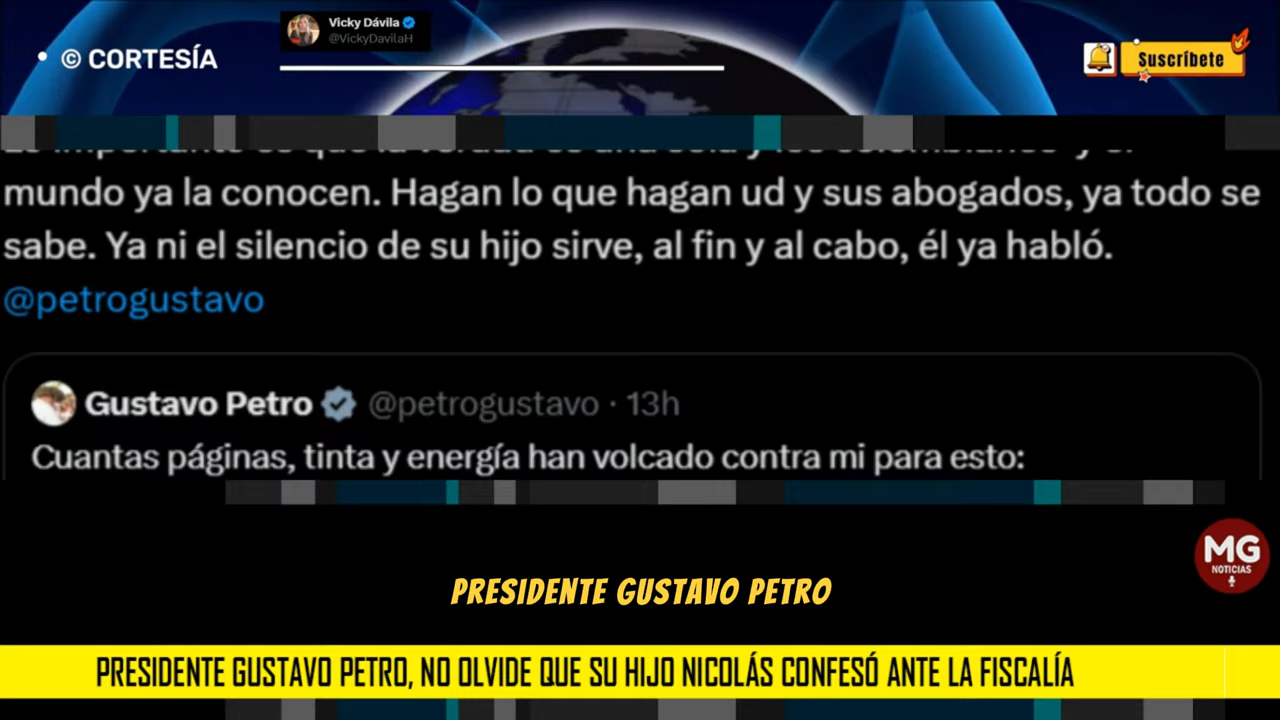 © CORTESÍA
Vicky Dávila
@VickyDavilaH
Suscríbete
mundo ya la conocen. Hagan lo que hagan ud y sus abogados, ya todo se
sabe. Ya ni el silencio de su hijo sirve, al fin y al cabo, él ya habló.
@petrogustavo
Gustavo Petro @petrogustavo · 13h
Cuantas páginas, tinta y energía han volcado contra mi para esto:
MG
NOTICIAS
PRESIDENTE GUSTAVO PETRO
PRESIDENTE GUSTAVO PETRO, NO OLVIDE QUE SU HIJO NICOLÁS CONFESÓ ANTE LA FISCALÍA